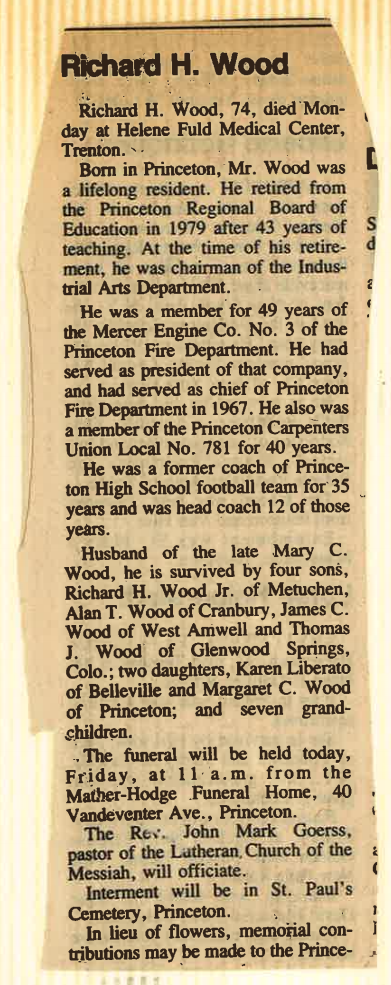 Richard H. Wood
Richard H. Wood, 74, died Mon-
day at Helene Fuld Medical Center,
Trenton.
Born in Princeton, Mr. Wood was
a lifelong resident. He retired from
the Princeton Regional Board of
Education in 1979 after 43 years of
teaching. At the time of his retire-
ment, he was chairman of the Indus-
trial Arts Department.
He was a member for 49 years of
the Mercer Engine Co. No. 3 of the
Princeton Fire Department. He had
served as president of that company,
and had served as chief of Princeton
Fire Department in 1967. He also was
a member of the Princeton Carpenters
Union Local No. 781 for 40 years.
He was a former coach of Prince-
ton High School football team for 35
years and was head coach 12 of those
years.
Husband of the late Mary C.
Wood, he is survived by four sons,
Richard H. Wood Jr. of Metuchen,
Alan T. Wood of Cranbury, James C.
Wood of West Amwell and Thomas
J. Wood of Glenwood Springs,
Colo.; two daughters, Karen Liberato
of Belleville and Margaret C. Wood
of Princeton; and seven grand-
children.
The funeral will be held today,
Friday, at 11 a.m. from the
Mather-Hodge Funeral Home, 40
Vandeventer Ave., Princeton.
The Rev. John Mark Goerss,
pastor of the Lutheran Church of the
Messiah, will officiate.
Interment will be in St. Paul's
Cemetery, Princeton.
In lieu of flowers, memorial con-
tributions may be made to the Prince-